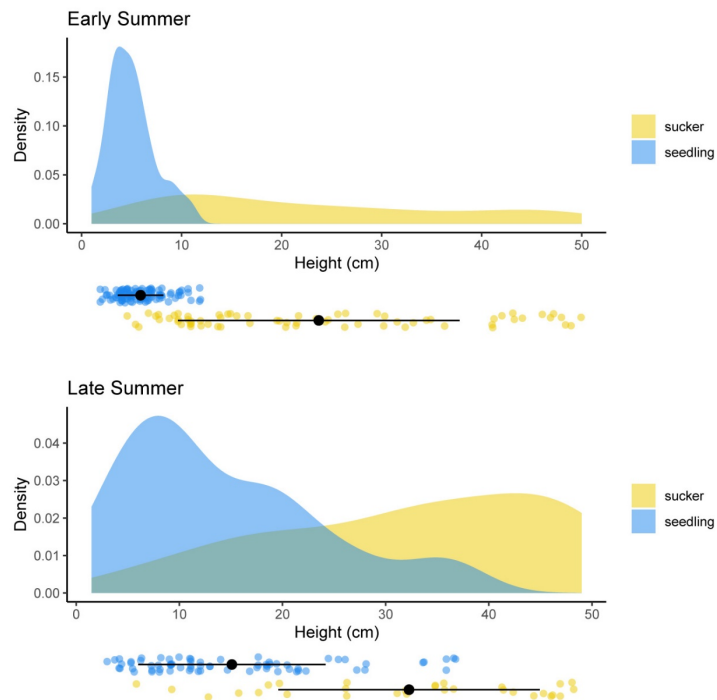 Early Summer
0.15
0.10
0.05
0.00
Density
0 10 20 30 40 50
Height (cm)
sucker
seedling
Late Summer
0.04
0.03
0.02
0.01
0.00
Density
0 10 20 30 40 50
Height (cm)
sucker
seedling